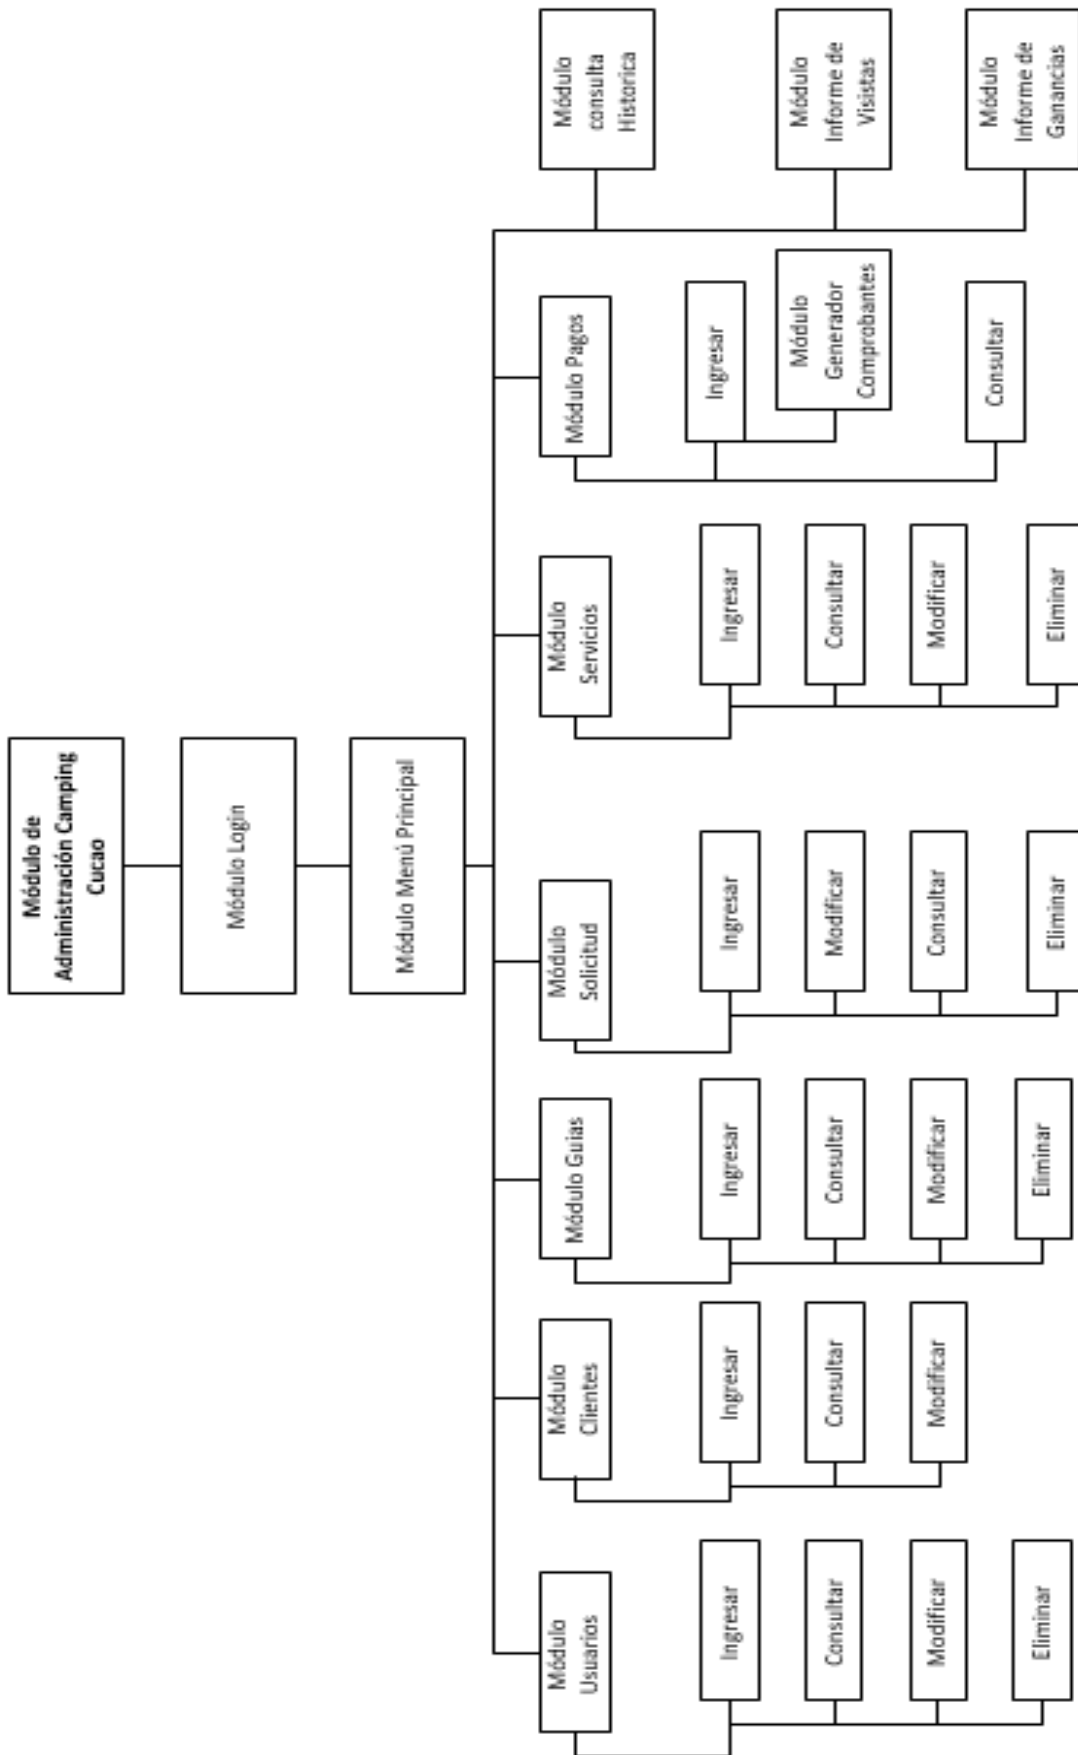 Módulo de
Administración Camping
Cucao
Módulo Login
Módulo Menú Principal
Módulo
Usuarios
Ingresar
Consultar
Modificar
Eliminar
Módulo
Clientes
Ingresar
Consultar
Modificar
Módulo Guias
Ingresar
Consultar
Modificar
Eliminar
Módulo
Solicitud
Ingresar
Modificar
Consultar
Eliminar
Módulo
Servicios
Ingresar
Consultar
Modificar
Eliminar
Módulo Pagos
Ingresar
Módulo
Generador
Comprobantes
Consultar
Módulo
consulta
Historica
Módulo
Informe de
Visistas
Módulo
Informe de
Ganancias